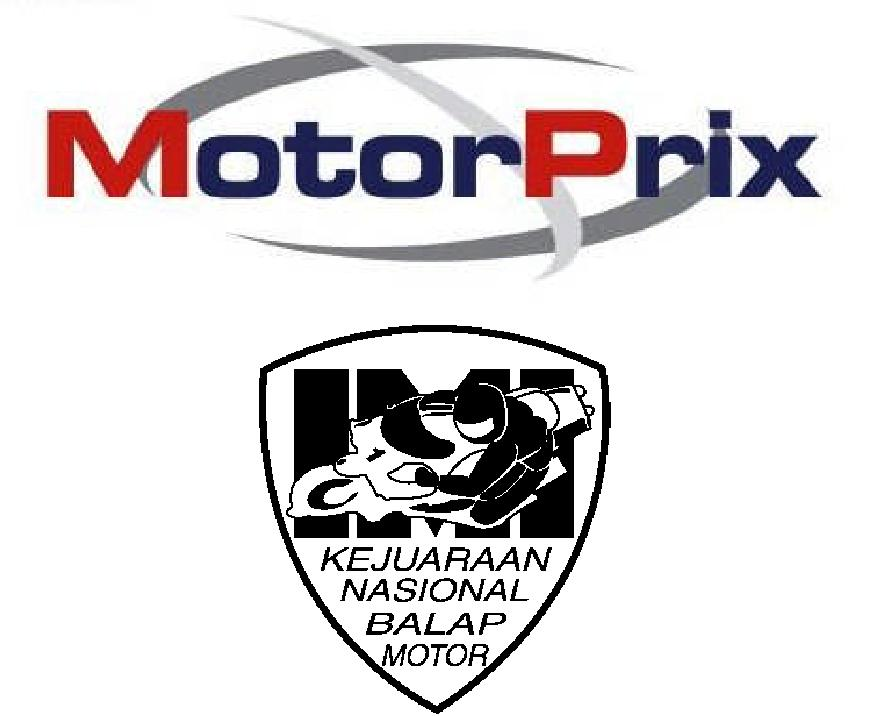 MotorPrix
IMI
KEJUARAAN
NASIONAL
BALAP
MOTOR